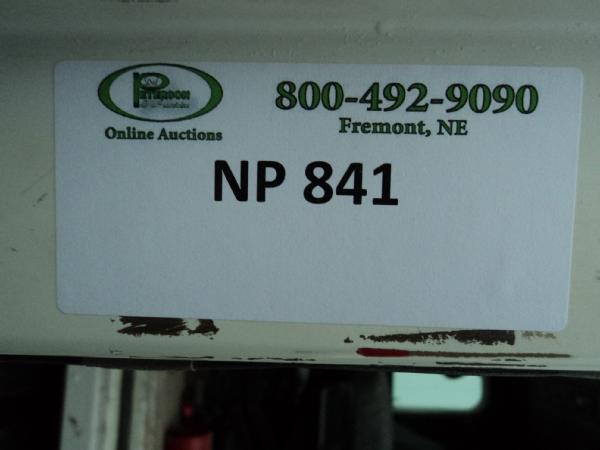 PETERSON
Online Auctions
800-492-9090
Fremont, NE
NP 841